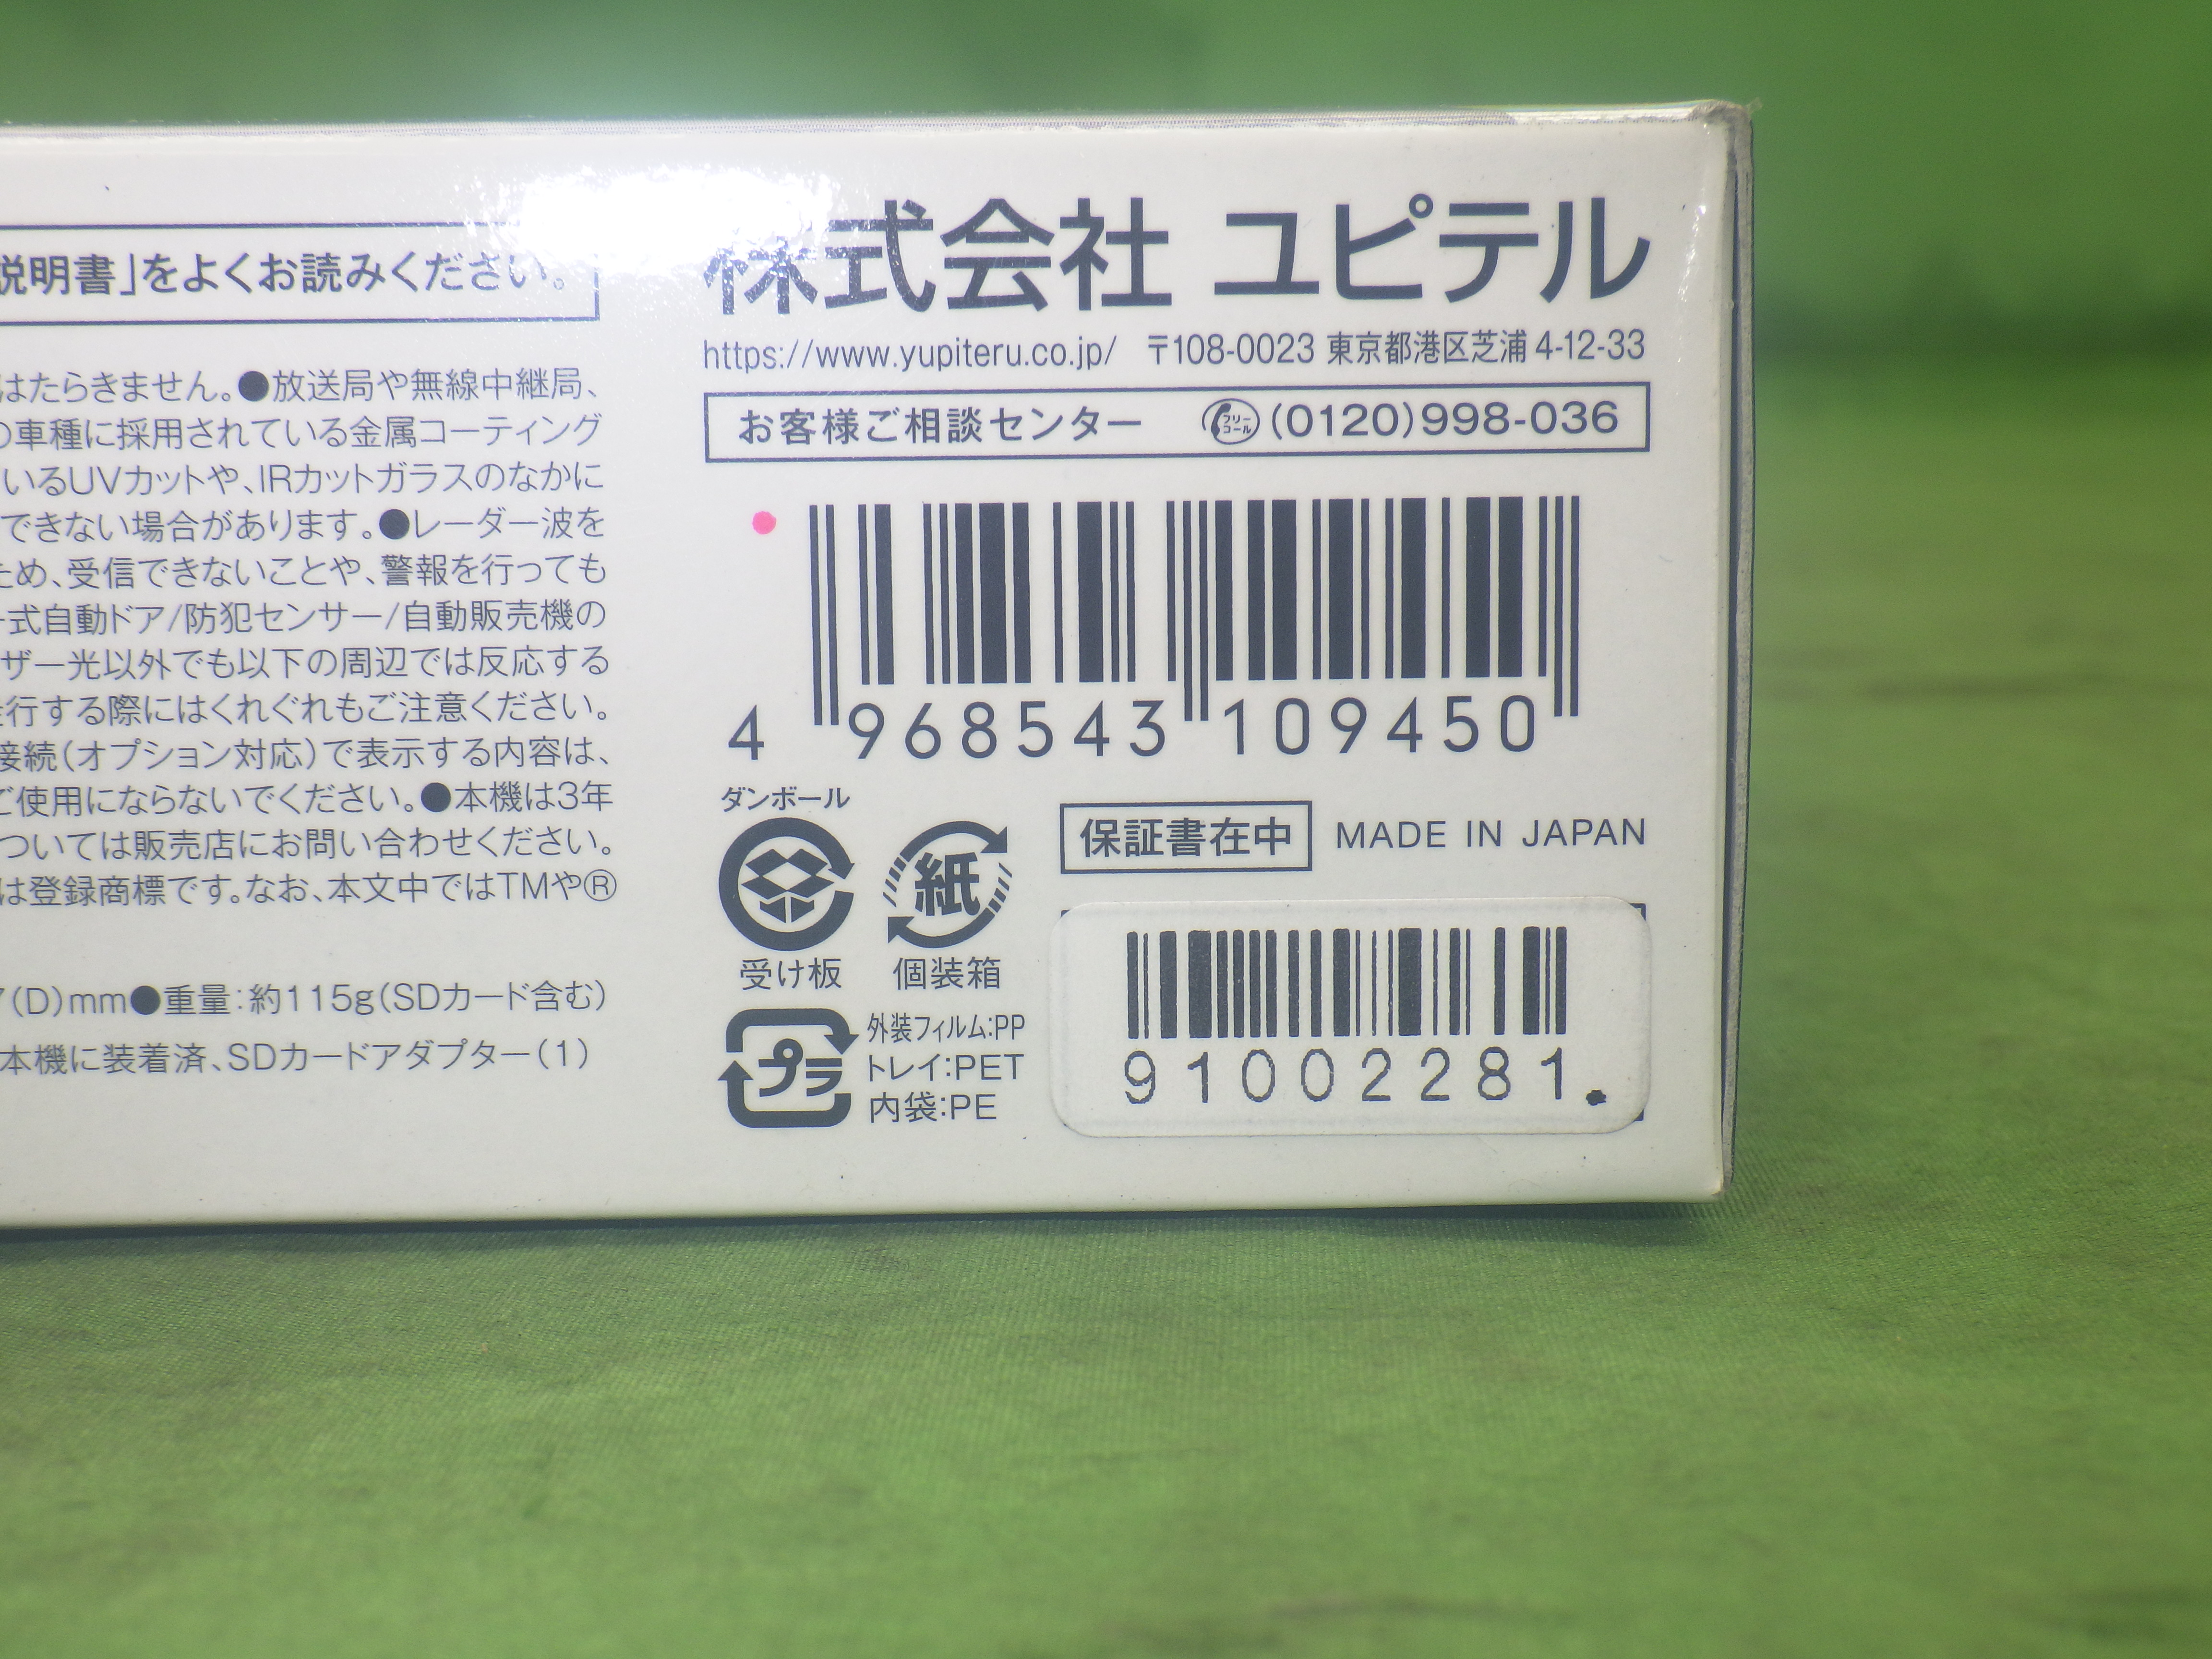 説明書」をよくお読みください。
はたらきません。●放送局や無線中継局、
の車種に採用されている金属コーティング
いるUVカットや、IRカットガラスのなかに
できない場合があります。●レーダー波を
ため、受信できないことや、警報を行っても
式自動ドア/防犯センサー/自動販売機の
ザー光以外でも以下の周辺では反応する
行する際にはくれぐれもご注意ください。
接続(オプション対応)で表示する内容は、
ご使用にならないでください。●本機は3年
ついては販売店にお問い合わせください。
は登録商標です。なお、本文中ではTMや®
(D)mm●重量:約115g(SDカード含む)
本機に装着済、SDカードアダプター(1)
株式会社 ユピテル
https://www.yupiteru.co.jp/ 〒108-0023 東京都港区芝浦4-12-33
お客様ご相談センター フリーコール (0120)998-036
4 968543 109450
ダンボール
受け板
紙
個装箱
プラ
外装フィルム:PP
トレイ:PET
内袋:PE
保証書在中 MADE IN JAPAN
91002281.